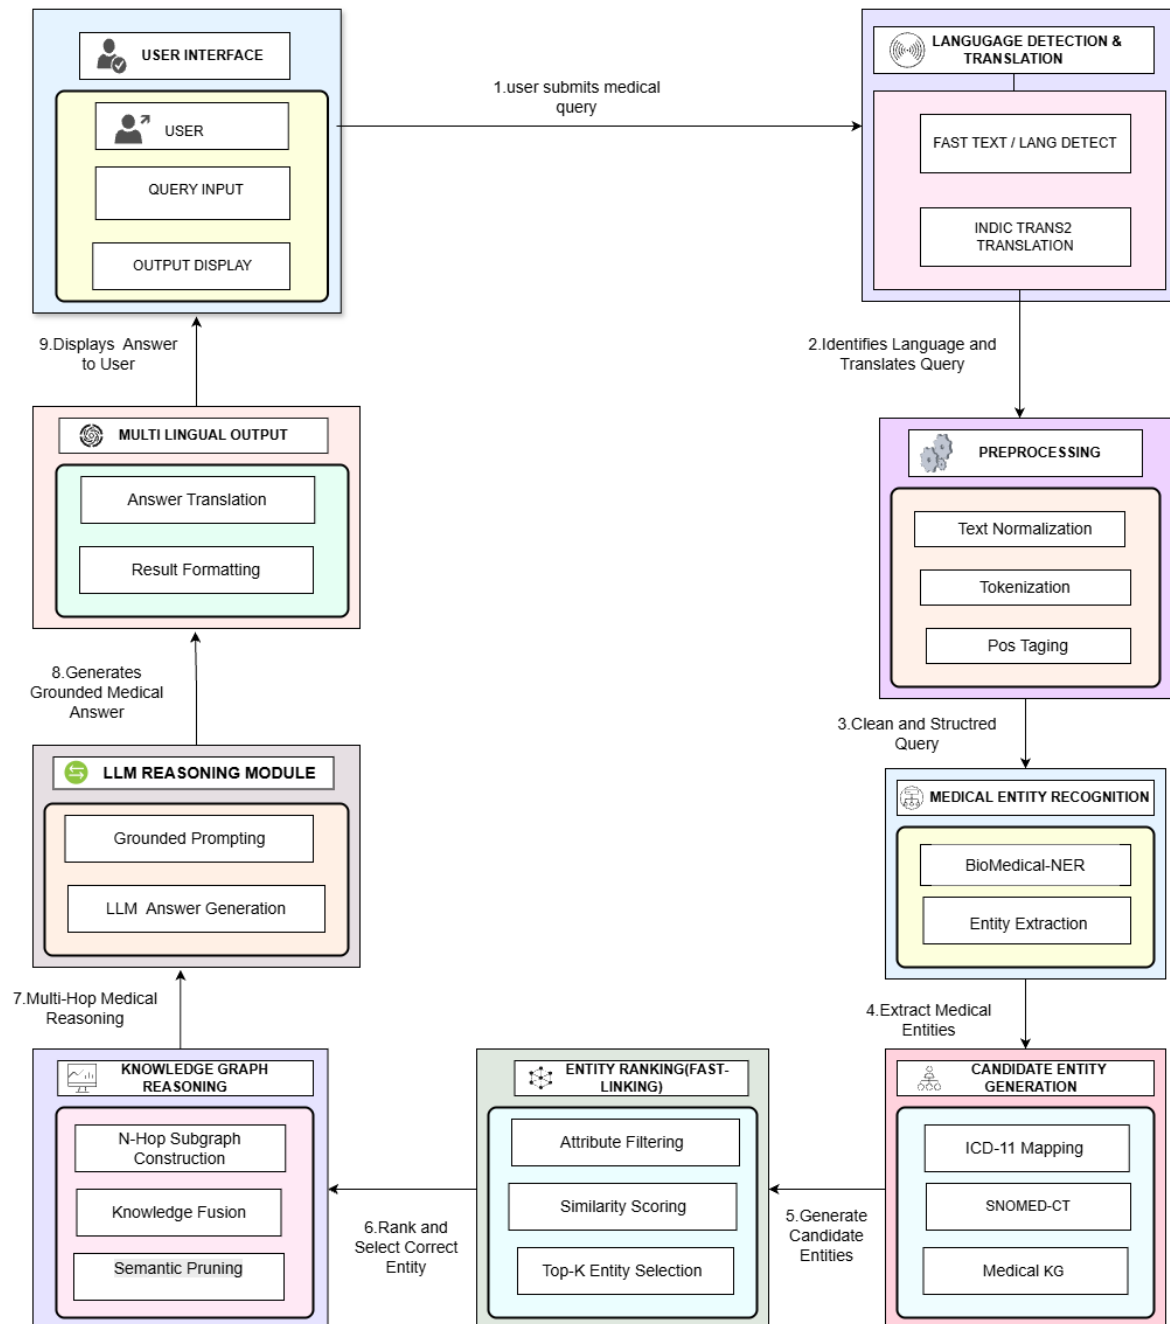 USER INTERFACE
USER
QUERY INPUT
OUTPUT DISPLAY
1.user submits medical
query
LANGUGAGE DETECTION &
TRANSLATION
FAST TEXT / LANG DETECT
INDIC TRANS2
TRANSLATION
2.Identifies Language and
Translates Query
PREPROCESSING
Text Normalization
Tokenization
Pos Taging
3.Clean and Structred
Query
MEDICAL ENTITY RECOGNITION
BioMedical-NER
Entity Extraction
4.Extract Medical
Entities
CANDIDATE ENTITY
GENERATION
ICD-11 Mapping
SNOMED-CT
Medical KG
5.Generate
Candidate
Entities
ENTITY RANKING(FAST-
LINKING)
Attribute Filtering
Similarity Scoring
Top-K Entity Selection
6.Rank and
Select Correct
Entity
KNOWLEDGE GRAPH
REASONING
N-Hop Subgraph
Construction
Knowledge Fusion
Semantic Pruning
7.Multi-Hop Medical
Reasoning
LLM REASONING MODULE
Grounded Prompting
LLM Answer Generation
8.Generates
Grounded Medical
Answer
MULTI LINGUAL OUTPUT
Answer Translation
Result Formatting
9.Displays Answer
to User